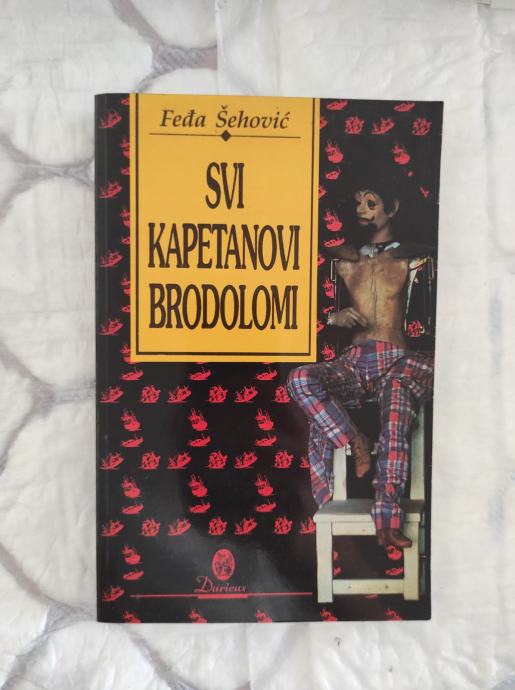 Feđa Šehović
SVI
KAPETANOVI
BRODOLOMI
Durieux